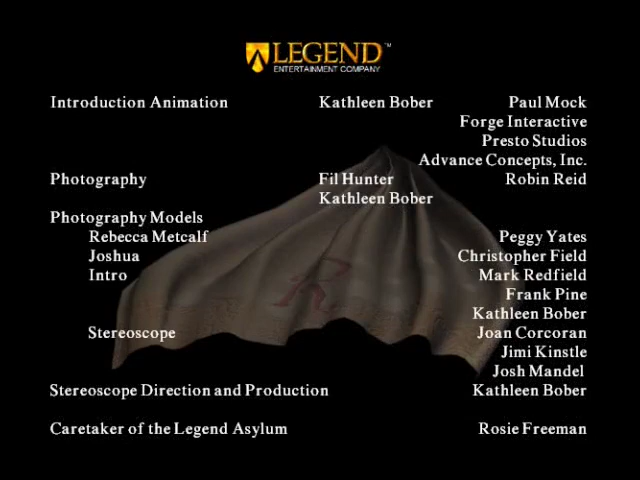 LEGEND™
ENTERTAINMENT COMPANY
Introduction Animation Kathleen Bober Paul Mock
Forge Interactive
Presto Studios
Advance Concepts, Inc.
Photography Fil Hunter Robin Reid
Kathleen Bober
Photography Models
Rebecca Metcalf Peggy Yates
Joshua Christopher Field
Intro Mark Redfield
Frank Pine
Kathleen Bober
Stereoscope Joan Corcoran
Jimi Kinstle
Josh Mandel
Stereoscope Direction and Production Kathleen Bober
Caretaker of the Legend Asylum Rosie Freeman
R